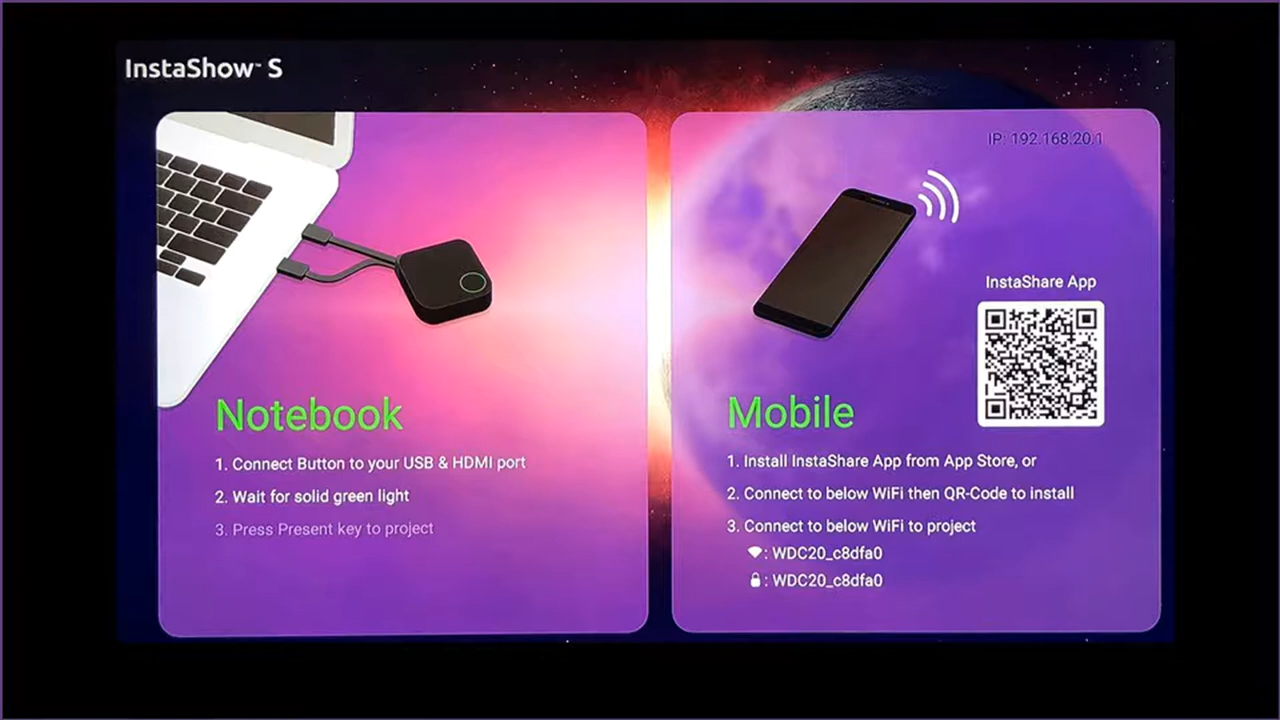 InstaShow™ S
Notebook
1. Connect Button to your USB & HDMI port
2. Wait for solid green light
3. Press Present key to project
IP: 192.168.20.1
InstaShare App
Mobile
1. Install InstaShare App from App Store, or
2. Connect to below WiFi then QR-Code to install
3. Connect to below WiFi to project
: WDC20_c8dfa0
: WDC20_c8dfa0